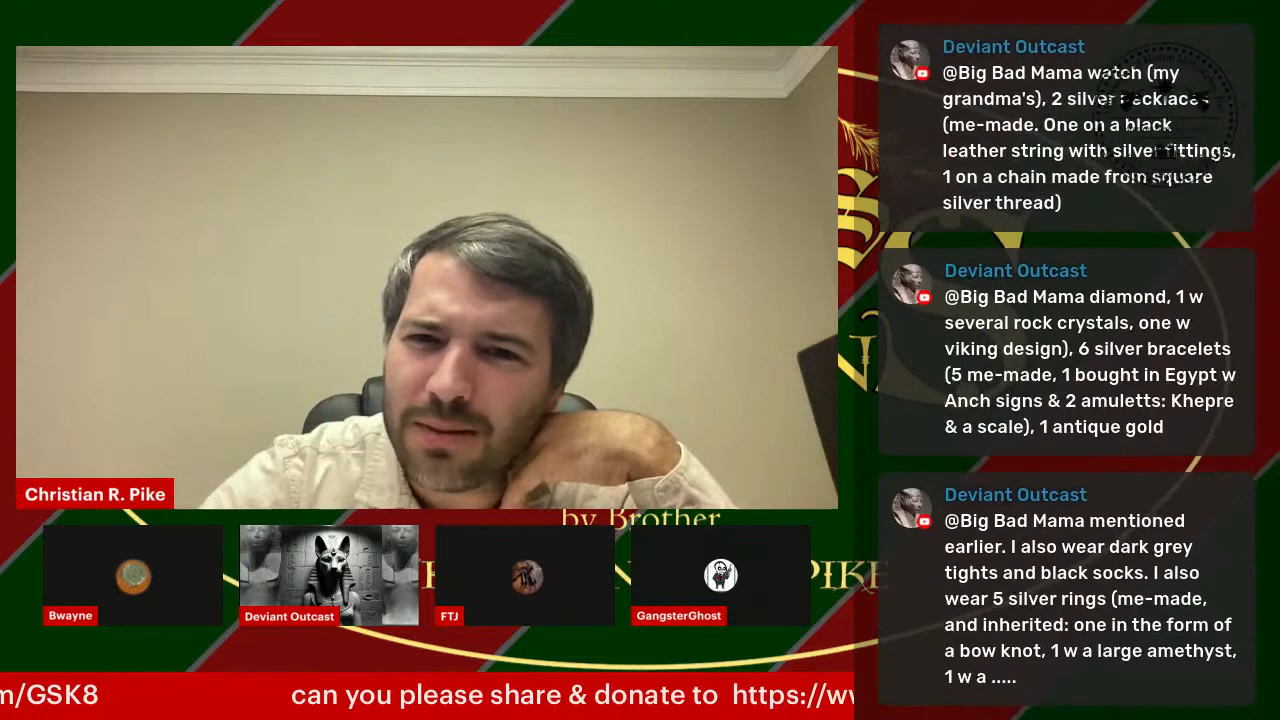 Deviant Outcast
@Big Bad Mama watch (my
grandma's), 2 silver necklaces
(me-made. One on a black
leather string with silver fittings,
1 on a chain made from square
silver thread)
Deviant Outcast
@Big Bad Mama diamond, 1 w
several rock crystals, one w
viking design), 6 silver bracelets
(5 me-made, 1 bought in Egypt w
Anch signs & 2 amuletts: Khepre
& a scale), 1 antique gold
Deviant Outcast
@Big Bad Mama mentioned
earlier. I also wear dark grey
tights and black socks. I also
wear 5 silver rings (me-made,
and inherited: one in the form of
a bow knot, 1 w a large amethyst,
1 w a .....
Christian R. Pike
by Brother
PIKE
Bwayne
Deviant Outcast
FTJ
GangsterGhost
m/GSK8 can you please share & donate to https://ww